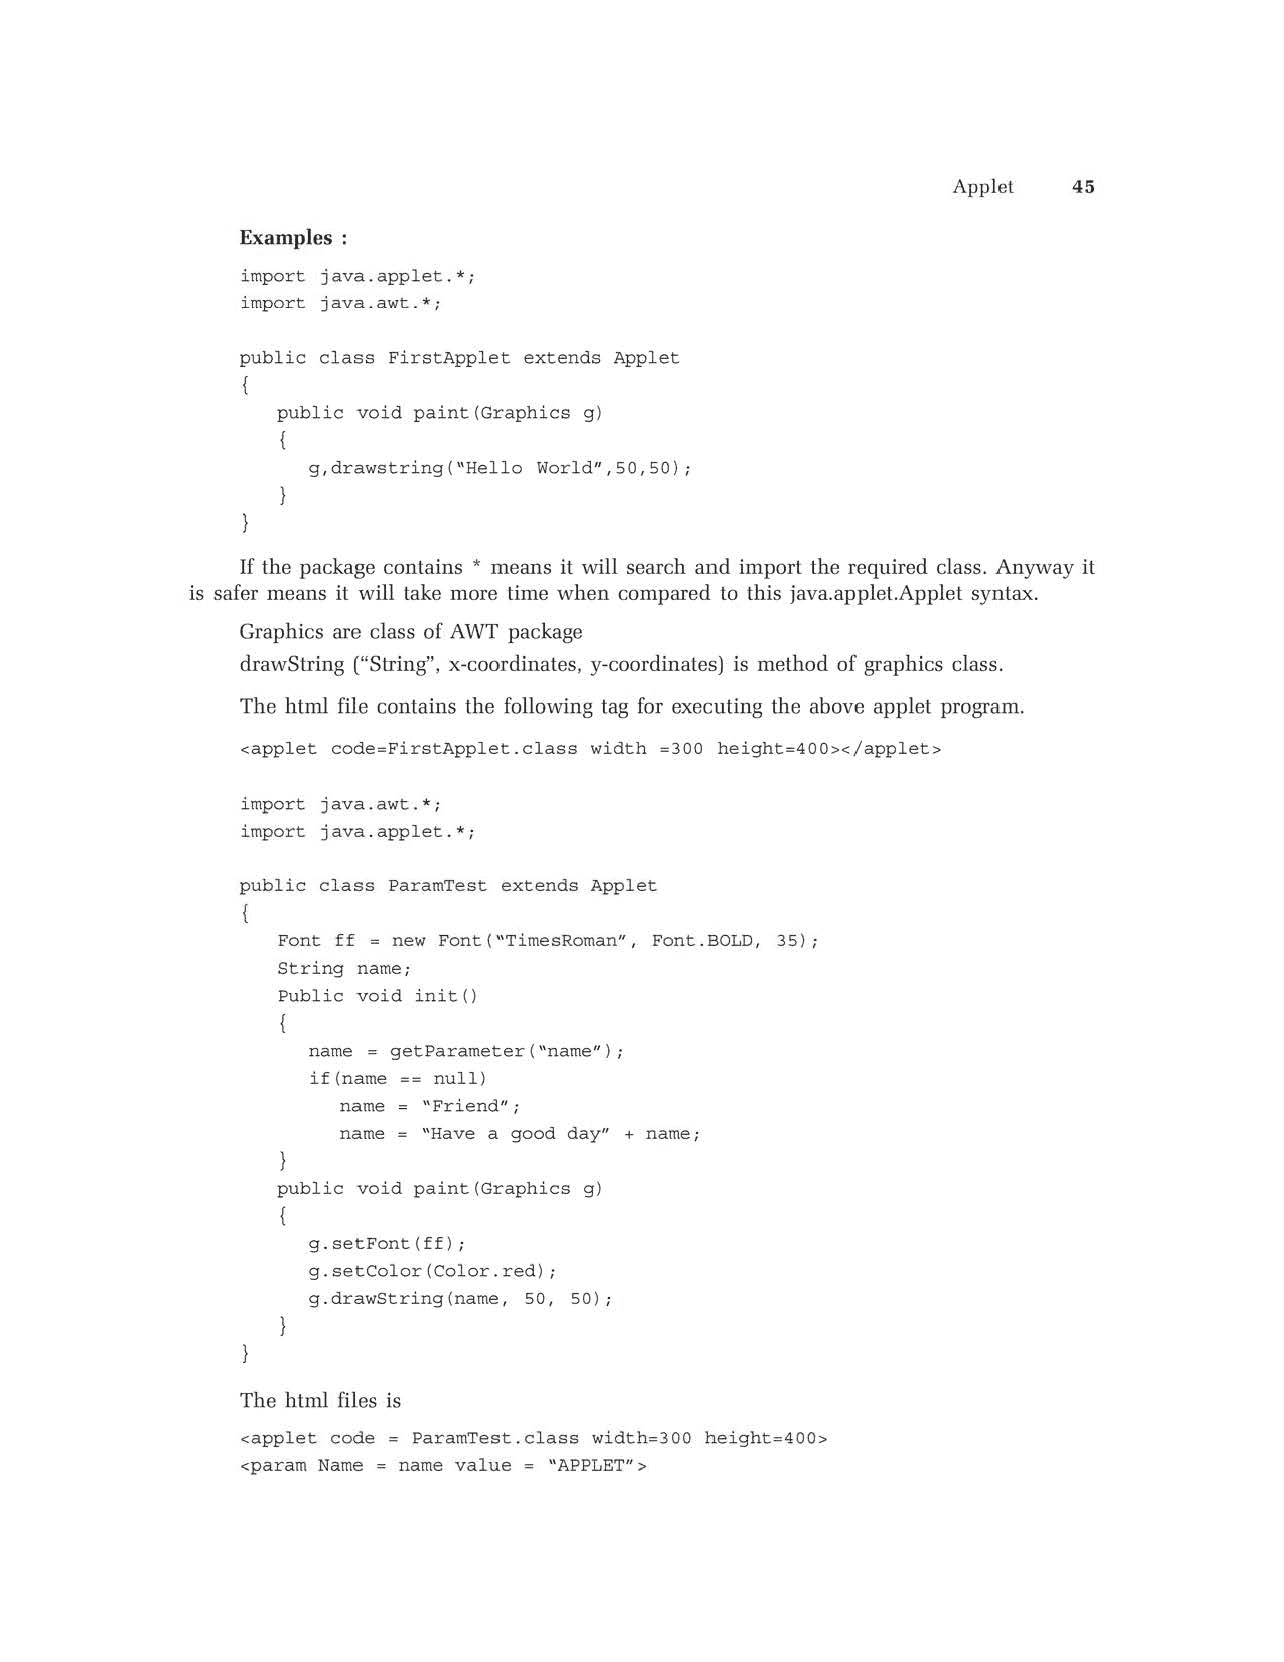 Applet 45
Examples :
import java.applet.*;
import java.awt.*;
public class FirstApplet extends Applet
{
public void paint(Graphics g)
{
g,drawstring(“Hello World”,50,50);
}
}
If the package contains * means it will search and import the required class. Anyway it
is safer means it will take more time when compared to this java.applet.Applet syntax.
Graphics are class of AWT package
drawString (“String”, x-coordinates, y-coordinates) is method of graphics class.
The html file contains the following tag for executing the above applet program.
<applet code=FirstApplet.class width =300 height=400></applet>
import java.awt.*;
import java.applet.*;
public class ParamTest extends Applet
{
Font ff = new Font(“TimesRoman”, Font.BOLD, 35);
String name;
Public void init()
{
name = getParameter(“name”);
if(name == null)
name = “Friend”;
name = “Have a good day” + name;
}
public void paint(Graphics g)
{
g.setFont(ff);
g.setColor(Color.red);
g.drawString(name, 50, 50);
}
}
The html files is
<applet code = ParamTest.class width=300 height=400>
<param Name = name value = “APPLET”>